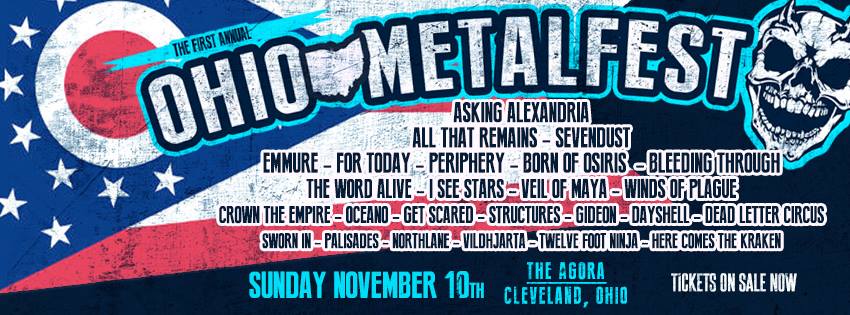 THE FIRST ANNUAL
OHIO METALFEST
ASKING ALEXANDRIA
ALL THAT REMAINS - SEVENDUST
EMMURE - FOR TODAY - PERIPHERY - BORN OF OSIRIS - BLEEDING THROUGH
THE WORD ALIVE - I SEE STARS - VEIL OF MAYA - WINDS OF PLAGUE
CROWN THE EMPIRE - OCEANO - GET SCARED - STRUCTURES - GIDEON - DAYSHELL - DEAD LETTER CIRCUS
SWORN IN - PALISADES - NORTHLANE - VILDHJARTA - TWELVE FOOT NINJA - HERE COMES THE KRAKEN
SUNDAY NOVEMBER 10TH
THE AGORA
CLEVELAND, OHIO
TICKETS ON SALE NOW